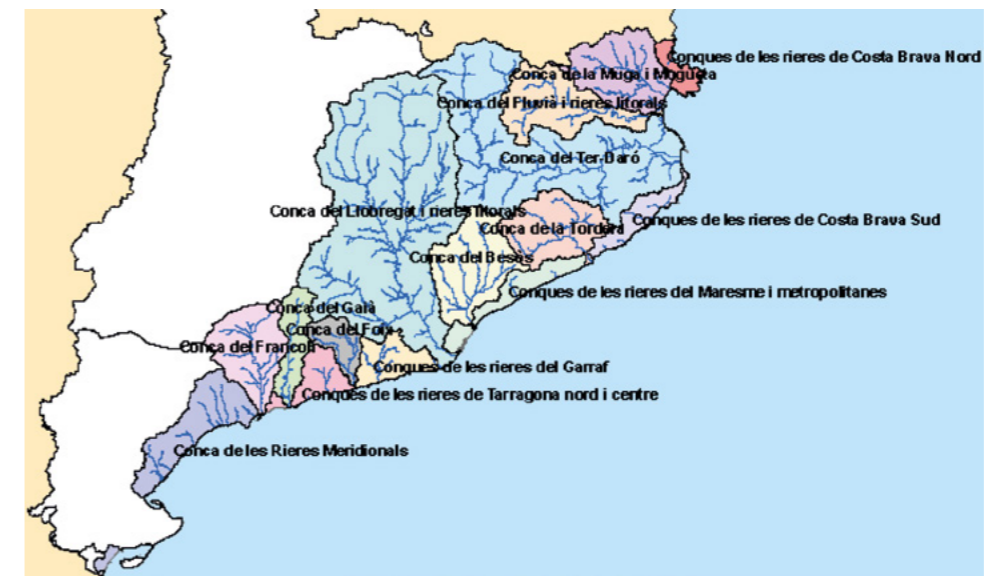 Conques de les rieres de Costa Brava Nord
Conca de la Muga i Mogueta
Conca del Fluvià i rieres litorals
Conca del Ter-Daró
Conca del Llobregat i rieres litorals
Conques de les rieres de Costa Brava Sud
Conca de la Tordera
Conca del Besòs
Conques de les rieres del Maresme i metropolitanes
Conca del Gaià
Conca del Foix
Conca del Francolí
Conques de les rieres del Garraf
Conques de les rieres de Tarragona nord i centre
Conca de les Rieres Meridionals